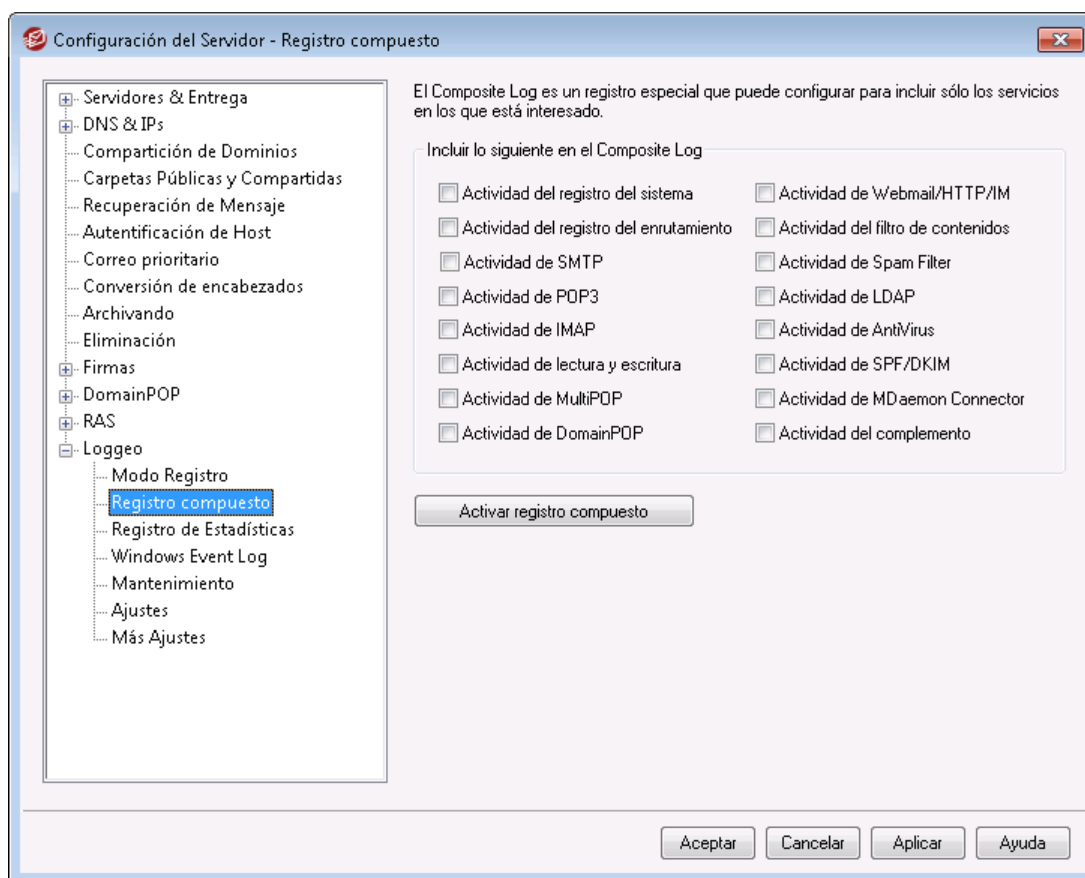 Configuración del Servidor - Registro compuesto
Servidores & Entrega
DNS & IPs
Compartición de Dominios
Carpetas Públicas y Compartidas
Recuperación de Mensaje
Autentificación de Host
Correo prioritario
Conversión de encabezados
Archivando
Eliminación
Firmas
DomainPOP
RAS
Loggeo
Modo Registro
Registro compuesto
Registro de Estadísticas
Windows Event Log
Mantenimiento
Ajustes
Más Ajustes
El Composite Log es un registro especial que puede configurar para incluir sólo los servicios
en los que está interesado.
Incluir lo siguiente en el Composite Log
Actividad del registro del sistema
Actividad del registro del enrutamiento
Actividad de SMTP
Actividad de POP3
Actividad de IMAP
Actividad de lectura y escritura
Actividad de MultiPOP
Actividad de DomainPOP
Actividad de Webmail/HTTP/IM
Actividad del filtro de contenidos
Actividad de Spam Filter
Actividad de LDAP
Actividad de AntiVirus
Actividad de SPF/DKIM
Actividad de MDaemon Connector
Actividad del complemento
Activar registro compuesto
Aceptar
Cancelar
Aplicar
Ayuda